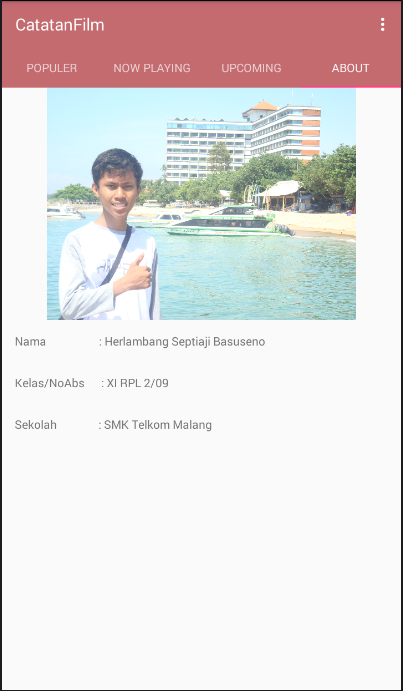 CatatanFilm
POPULER NOW PLAYING UPCOMING ABOUT
Nama : Herlambang Septiaji Basuseno
Kelas/NoAbs : XI RPL 2/09
Sekolah : SMK Telkom Malang